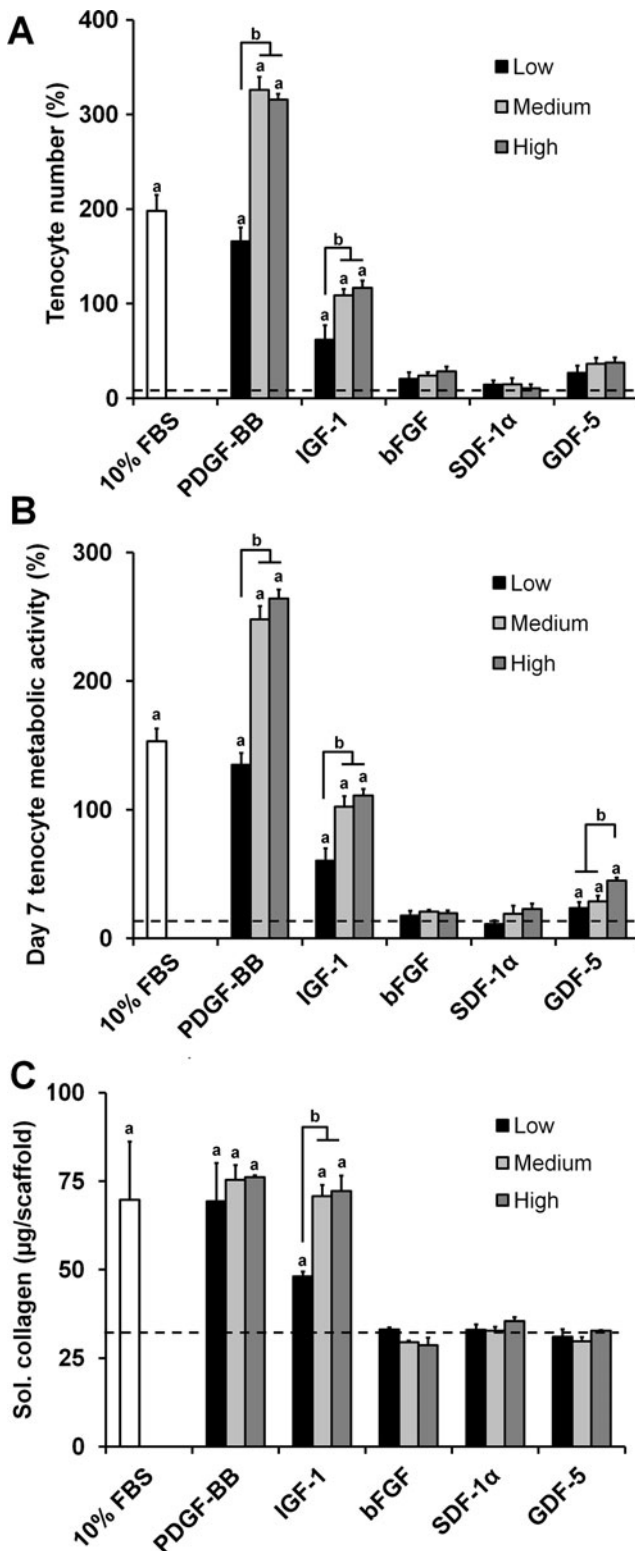 A
Tenocyte number (%)
400
300
200
100
0
Low
Medium
High
a
a
a
a
b
a
a
a
b
10% FBS
PDGF-BB
IGF-1
bFGF
SDF-1α
GDF-5
B
Day 7 tenocyte metabolic activity (%)
300
200
100
0
Low
Medium
High
a
a
a
a
b
a
a
a
b
a
a
a
b
10% FBS
PDGF-BB
IGF-1
bFGF
SDF-1α
GDF-5
C
Sol. collagen (µg/scaffold)
100
75
50
25
0
Low
Medium
High
a
a
a
a
a
a
a
b
10% FBS
PDGF-BB
IGF-1
bFGF
SDF-1α
GDF-5